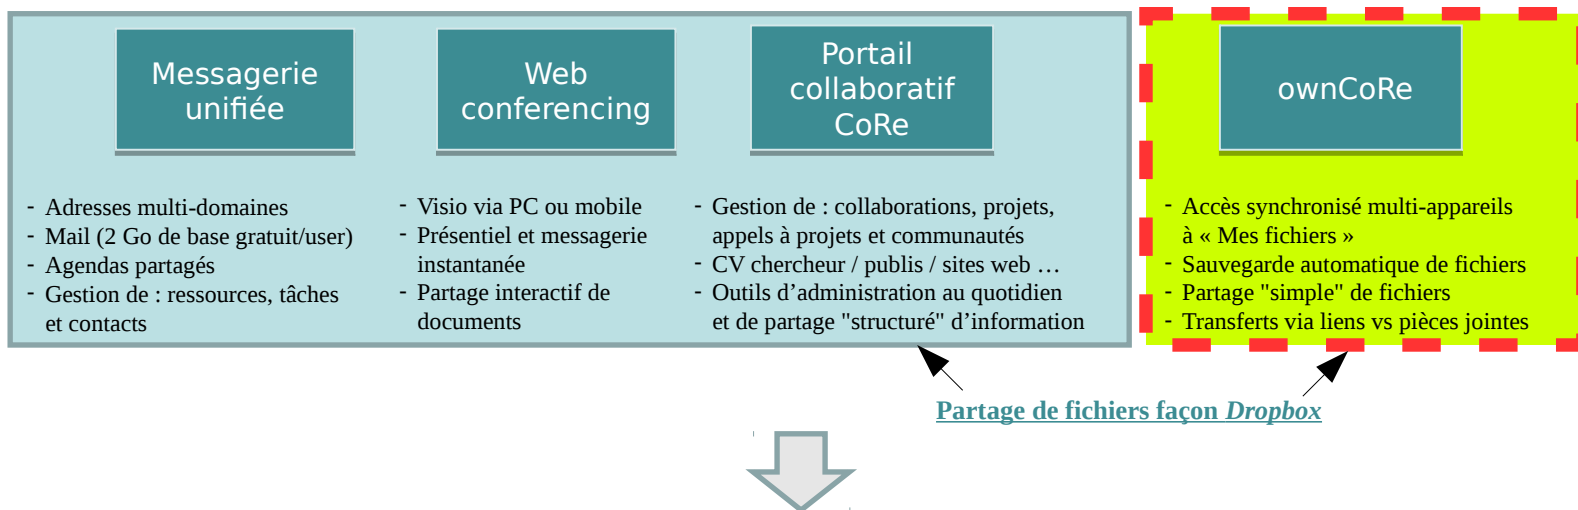 Messagerie
unifiée
- Adresses multi-domaines
- Mail (2 Go de base gratuit/user)
- Agendas partagés
- Gestion de : ressources, tâches
et contacts
Web
conferencing
- Visio via PC ou mobile
- Présentiel et messagerie
instantanée
- Partage interactif de
documents
Portail
collaboratif
CoRe
- Gestion de : collaborations, projets,
appels à projets et communautés
- CV chercheur / publis / sites web …
- Outils d’administration au quotidien
et de partage "structuré" d’information
ownCoRe
- Accès synchronisé multi-appareils
à « Mes fichiers »
- Sauvegarde automatique de fichiers
- Partage "simple" de fichiers
- Transferts via liens vs pièces jointes
Partage de fichiers façon Dropbox